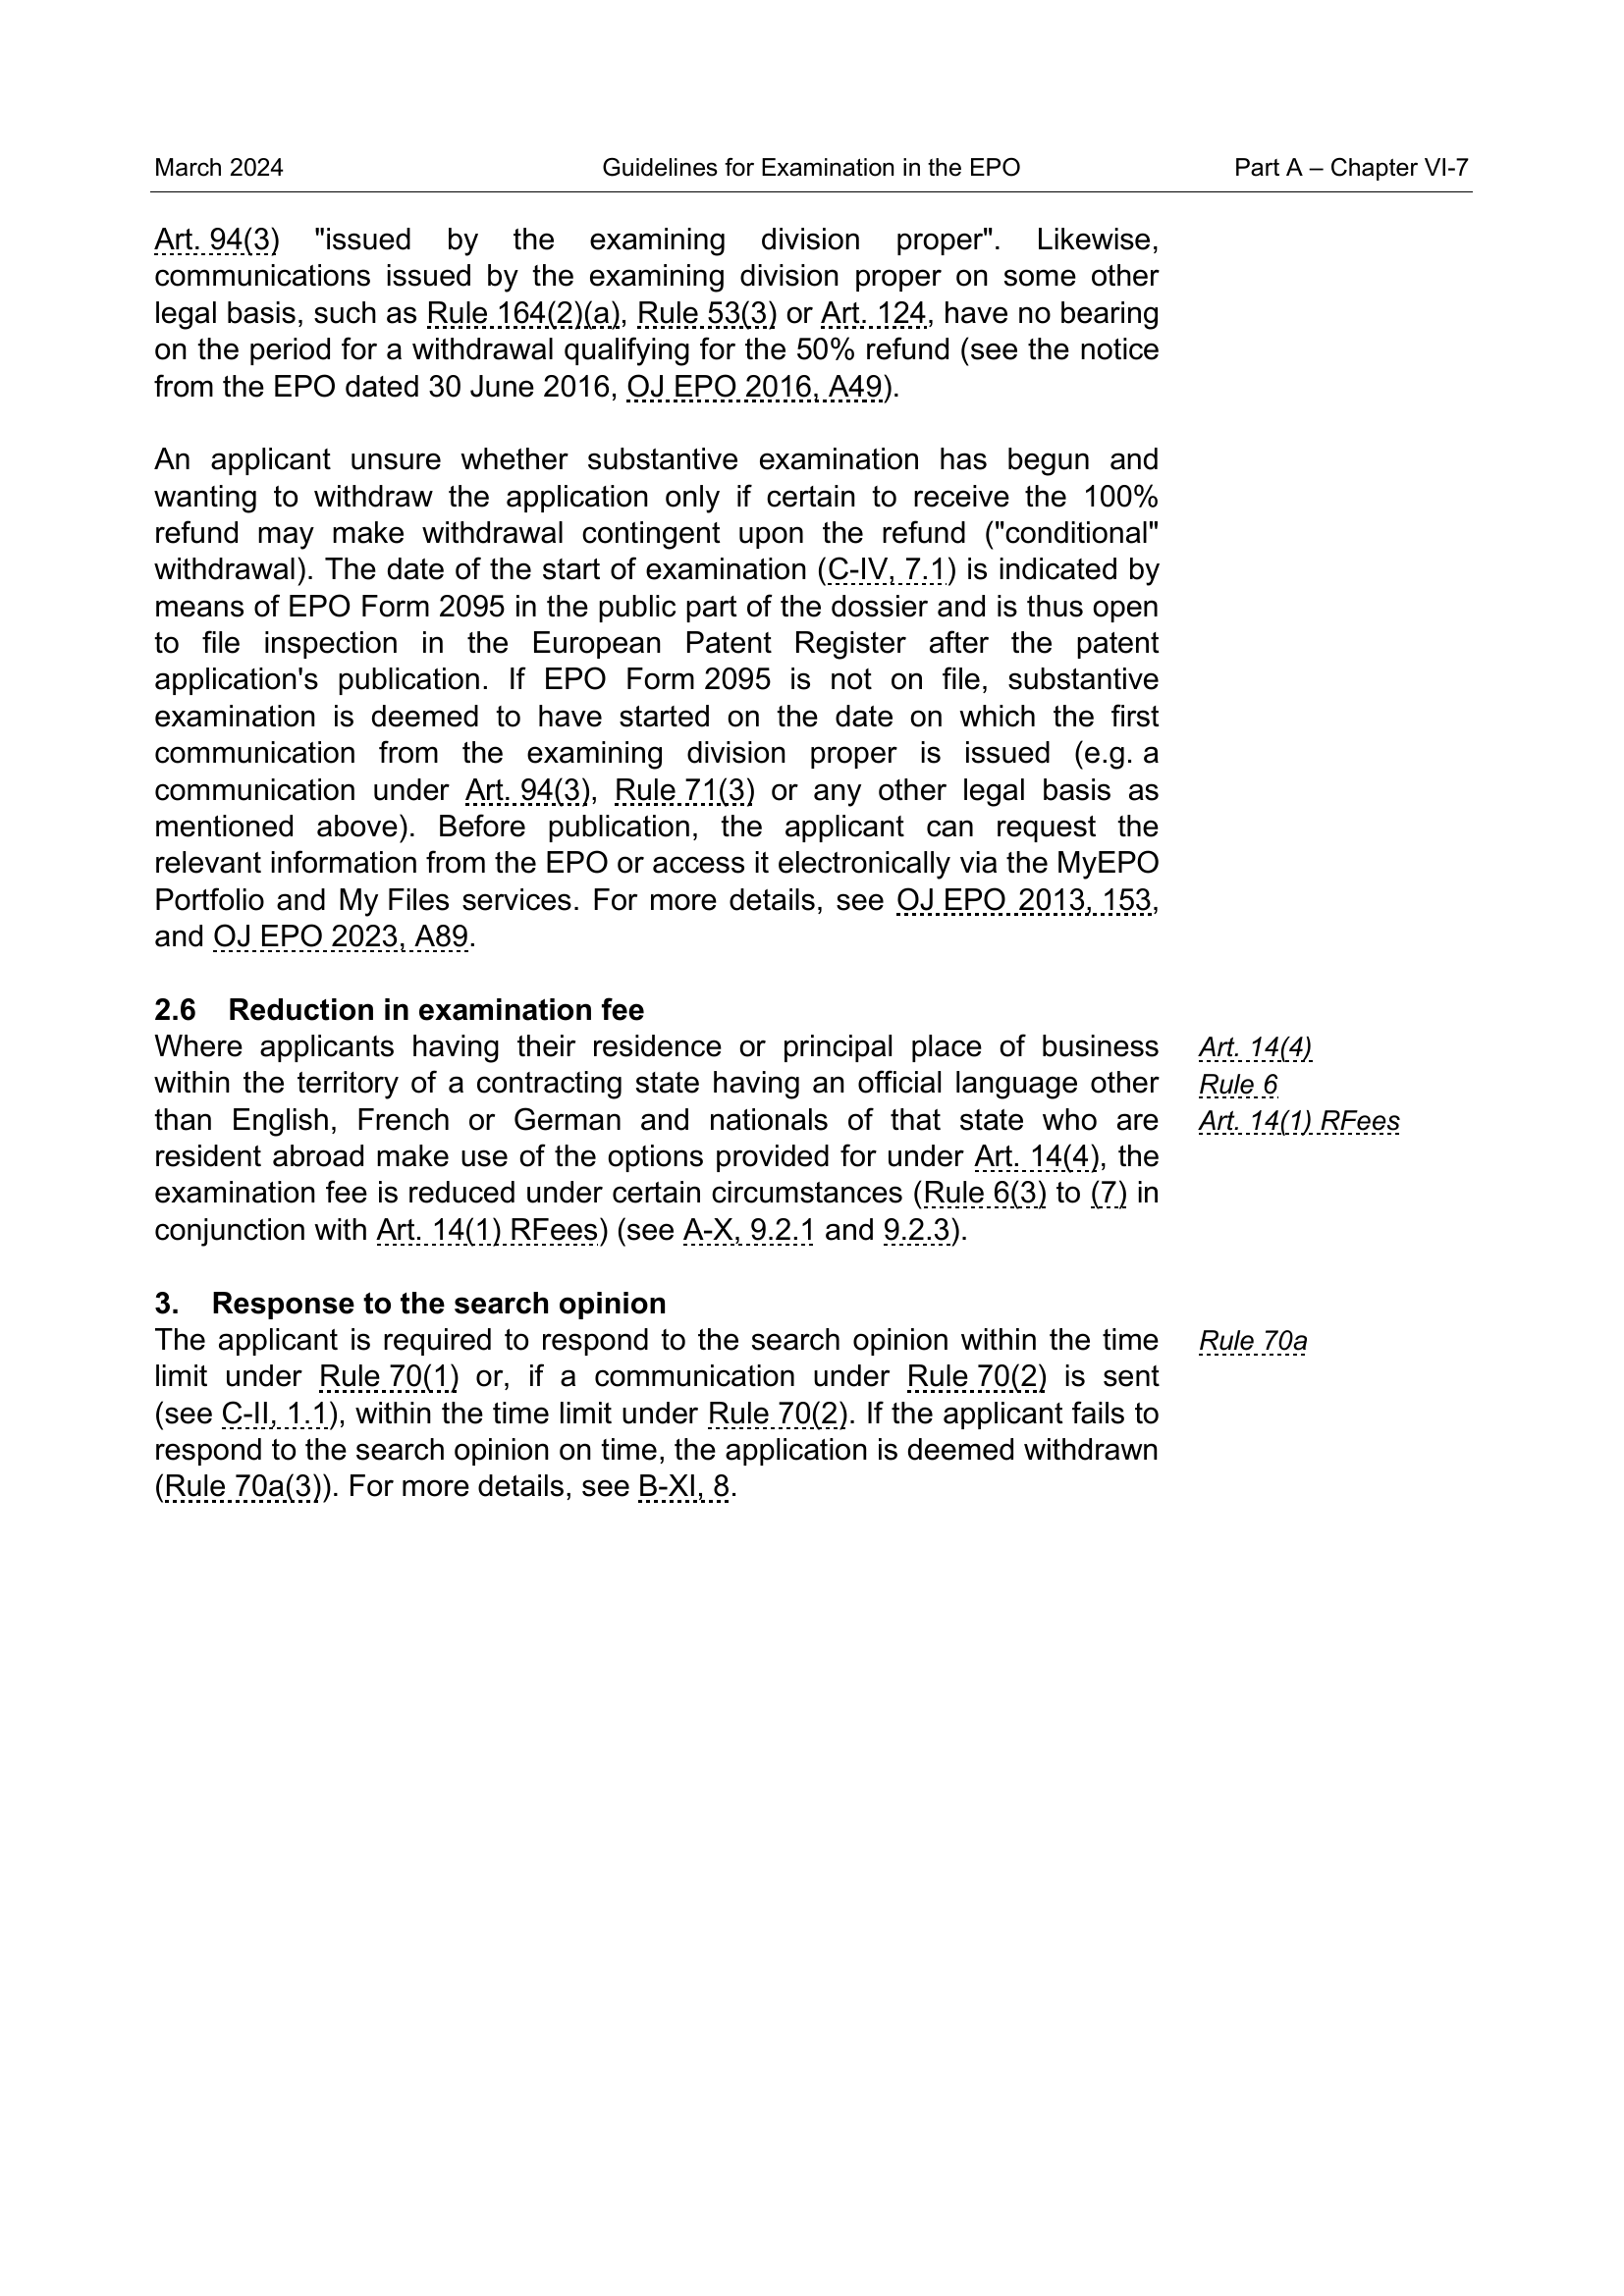 March 2024 Guidelines for Examination in the EPO Part A – Chapter VI-7
Art. 94(3) "issued by the examining division proper". Likewise,
communications issued by the examining division proper on some other
legal basis, such as Rule 164(2)(a), Rule 53(3) or Art. 124, have no bearing
on the period for a withdrawal qualifying for the 50% refund (see the notice
from the EPO dated 30 June 2016, OJ EPO 2016, A49).
An applicant unsure whether substantive examination has begun and
wanting to withdraw the application only if certain to receive the 100%
refund may make withdrawal contingent upon the refund ("conditional"
withdrawal). The date of the start of examination (C-IV, 7.1) is indicated by
means of EPO Form 2095 in the public part of the dossier and is thus open
to file inspection in the European Patent Register after the patent
application's publication. If EPO Form 2095 is not on file, substantive
examination is deemed to have started on the date on which the first
communication from the examining division proper is issued (e.g. a
communication under Art. 94(3), Rule 71(3) or any other legal basis as
mentioned above). Before publication, the applicant can request the
relevant information from the EPO or access it electronically via the MyEPO
Portfolio and My Files services. For more details, see OJ EPO 2013, 153,
and OJ EPO 2023, A89.
2.6 Reduction in examination fee
Where applicants having their residence or principal place of business
within the territory of a contracting state having an official language other
than English, French or German and nationals of that state who are
resident abroad make use of the options provided for under Art. 14(4), the
examination fee is reduced under certain circumstances (Rule 6(3) to (7) in
conjunction with Art. 14(1) RFees) (see A-X, 9.2.1 and 9.2.3).
Art. 14(4)
Rule 6
Art. 14(1) RFees
3. Response to the search opinion
The applicant is required to respond to the search opinion within the time
limit under Rule 70(1) or, if a communication under Rule 70(2) is sent
(see C-II, 1.1), within the time limit under Rule 70(2). If the applicant fails to
respond to the search opinion on time, the application is deemed withdrawn
(Rule 70a(3)). For more details, see B-XI, 8.
Rule 70a